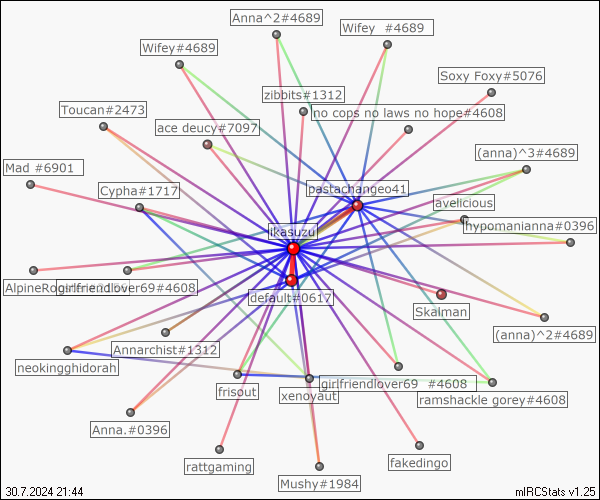 Anna^2#4689
Wifey #4689
Wifey#4689
Soxy Foxy#5076
zibbits#1312
Toucan#2473
no cops no laws no hope#4608
ace deucy#7097
(anna)^3#4689
Mad #6901
Cypha#1717
pastachangeo41
avelicious
hypomanianna#0396
ikasuzu
girlfriendlover69#4608
default#0617
Skalman
(anna)^2#4689
Annarchist#1312
neokingghidorah
girlfriendlover69 #4608
frisout
xenoyaut
ramshackle gorey#4608
Anna.#0396
rattgaming
fakedingo
Mushy#1984
30.7.2024 21:44
mIRCStats v1.25